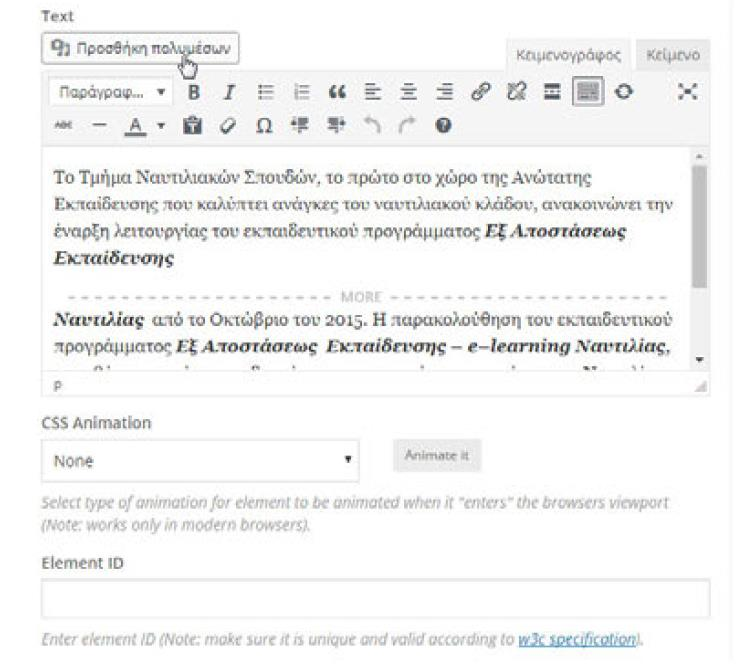 Text
Προσθήκη πολυμέσων
Κειμενογράφος Κείμενο
Παράγραφ... B I
ABC A Ω
Το Τμήμα Ναυτιλιακών Σπουδών, το πρώτο στο χώρο της Ανώτατης
Εκπαίδευσης που καλύπτει ανάγκες του ναυτιλιακού κλάδου, ανακοινώνει την
έναρξη λειτουργίας του εκπαιδευτικού προγράμματος Εξ Αποστάσεως
Εκπαίδευσης
MORE
Ναυτιλίας από το Οκτώβριο του 2015. Η παρακολούθηση του εκπαιδευτικού
προγράμματος Εξ Αποστάσεως Εκπαίδευσης – e–learning Ναυτιλίας,
P
CSS Animation
None Animate it
Select type of animation for element to be animated when it "enters" the browsers viewport
(Note: works only in modern browsers).
Element ID
Enter element ID (Note: make sure it is unique and valid according to w3c specification).